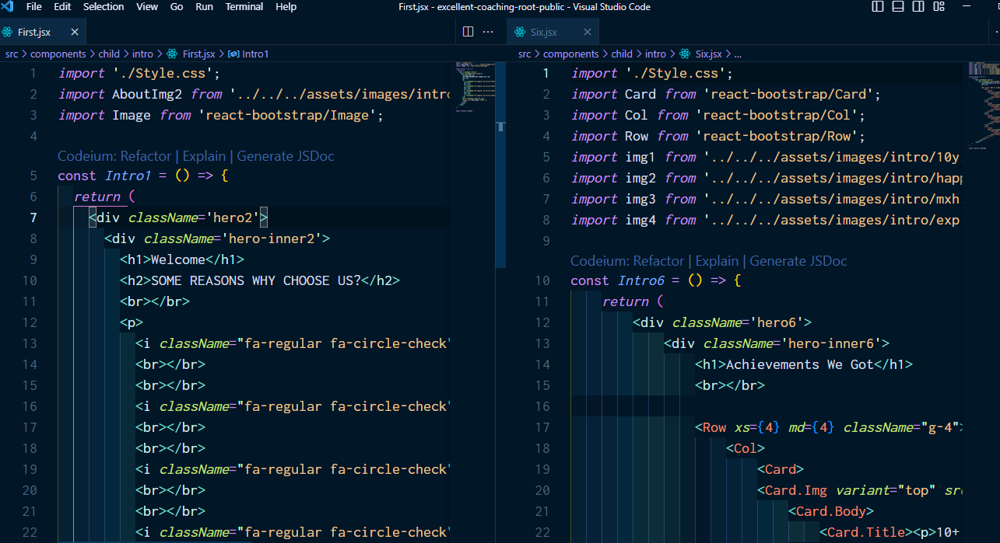 File Edit Selection View Go Run Terminal Help First.jsx - excellent-coaching-root-public - Visual Studio Code
First.jsx
src > components > child > intro > First.jsx > Intro1
1 import './Style.css';
2 import AboutImg2 from '../../../assets/images/intro
3 import Image from 'react-bootstrap/Image';
4
Codeium: Refactor | Explain | Generate JSDoc
5 const Intro1 = () => {
6 return (
7 <div className='hero2'>
8 <div className='hero-inner2'>
9 <h1>Welcome</h1>
10 <h2>SOME REASONS WHY CHOOSE US?</h2>
11 <br></br>
12 <p>
13 <i className="fa-regular fa-circle-check"
14 <br></br>
15 <br></br>
16 <i className="fa-regular fa-circle-check"
17 <br></br>
18 <br></br>
19 <i className="fa-regular fa-circle-check"
20 <br></br>
21 <br></br>
22 <i className="fa-regular fa-circle-check"
Six.jsx
src > components > child > intro > Six.jsx > ...
1 import './Style.css';
2 import Card from 'react-bootstrap/Card';
3 import Col from 'react-bootstrap/Col';
4 import Row from 'react-bootstrap/Row';
5 import img1 from '../../../assets/images/intro/10y
6 import img2 from '../../../assets/images/intro/happ
7 import img3 from '../../../assets/images/intro/mxh
8 import img4 from '../../../assets/images/intro/exp
9
Codeium: Refactor | Explain | Generate JSDoc
10 const Intro6 = () => {
11 return (
12 <div className='hero6'>
13 <div className='hero-inner6'>
14 <h1>Achievements We Got</h1>
15 <br></br>
16
17 <Row xs={4} md={4} className="g-4">
18 <Col>
19 <Card>
20 <Card.Img variant="top" src
21 <Card.Body>
22 <Card.Title><p>10+